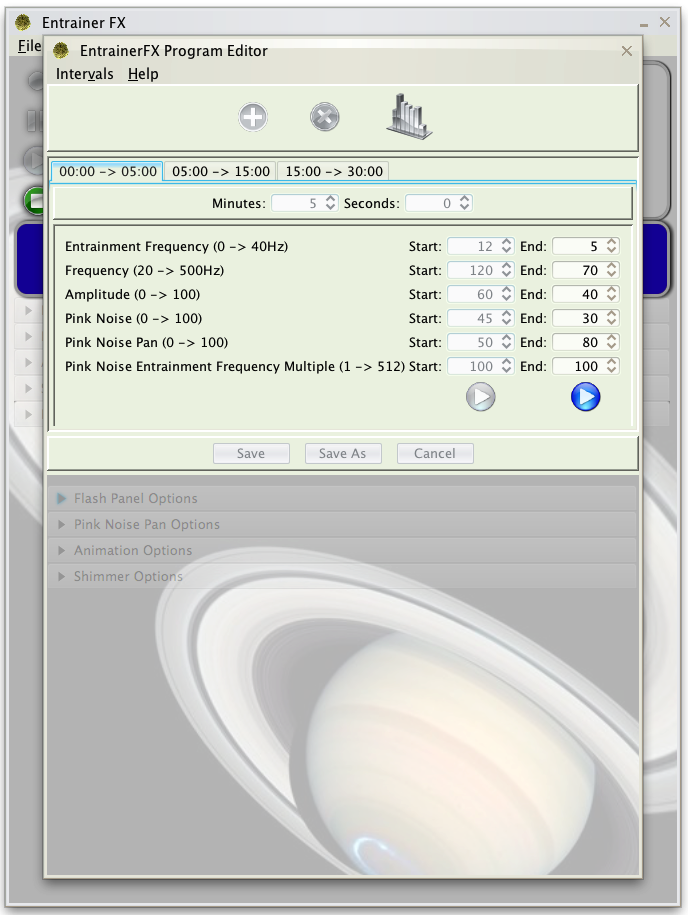 Entrainer FX
File
EntrainerFX Program Editor
Intervals Help
00:00 -> 05:00 05:00 -> 15:00 15:00 -> 30:00
Minutes: 5 Seconds: 0
Entrainment Frequency (0 -> 40Hz) Start: 12 End: 5
Frequency (20 -> 500Hz) Start: 120 End: 70
Amplitude (0 -> 100) Start: 60 End: 40
Pink Noise (0 -> 100) Start: 45 End: 30
Pink Noise Pan (0 -> 100) Start: 50 End: 80
Pink Noise Entrainment Frequency Multiple (1 -> 512) Start: 100 End: 100
Save Save As Cancel
Flash Panel Options
Pink Noise Pan Options
Animation Options
Shimmer Options